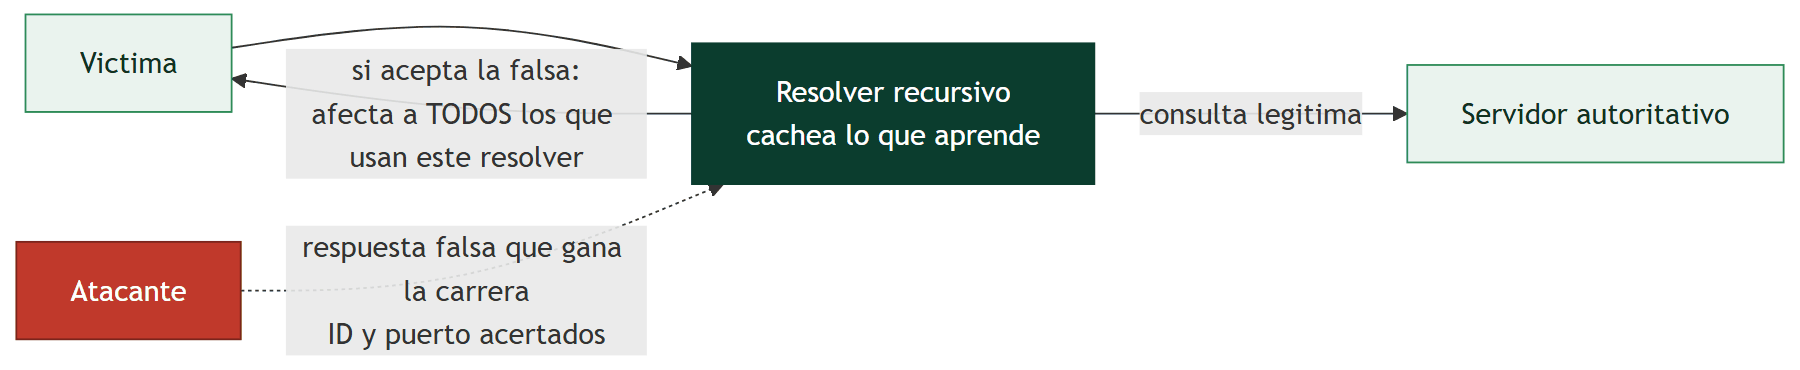 Victima
si acepta la falsa:
afecta a TODOS los que
usan este resolver
Resolver recursivo
cachea lo que aprende
consulta legitima
Servidor autoritativo
Atacante
respuesta falsa que gana
la carrera
ID y puerto acertados